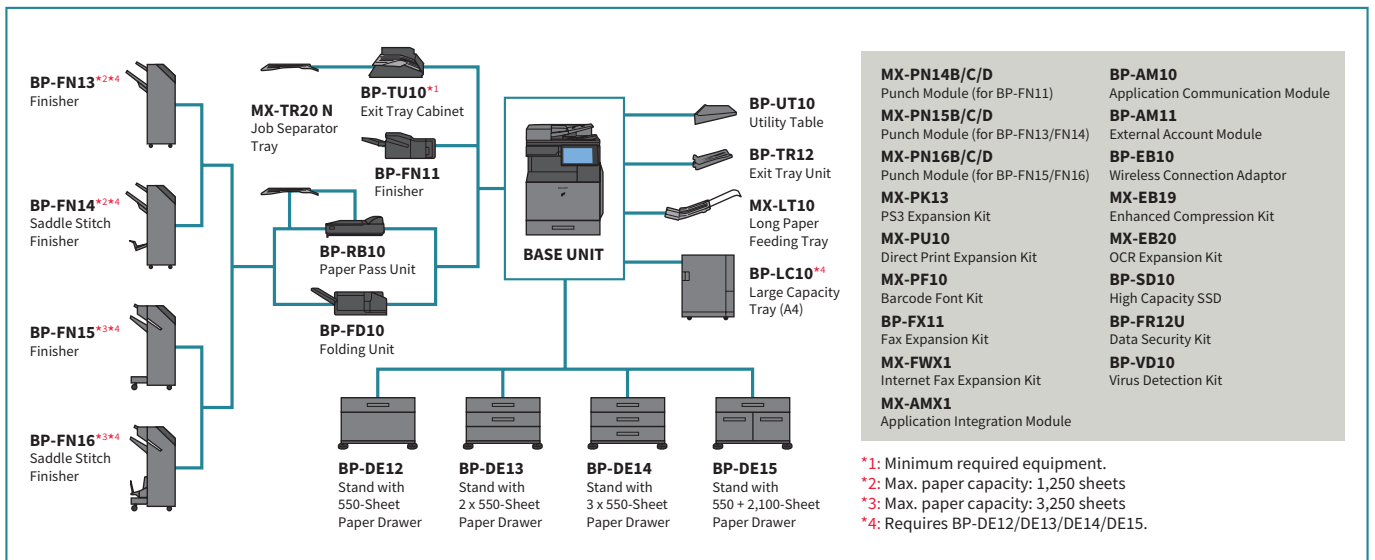 BP-FN13*2*4
Finisher
BP-FN14*2*4
Saddle Stitch
Finisher
BP-FN15*3*4
Finisher
BP-FN16*3*4
Saddle Stitch
Finisher
MX-TR20 N
Job Separator
Tray
BP-TU10*1
Exit Tray Cabinet
BP-FN11
Finisher
BP-RB10
Paper Pass Unit
BP-FD10
Folding Unit
BASE UNIT
BP-UT10
Utility Table
BP-TR12
Exit Tray Unit
MX-LT10
Long Paper
Feeding Tray
BP-LC10*4
Large Capacity
Tray (A4)
BP-DE12
Stand with
550-Sheet
Paper Drawer
BP-DE13
Stand with
2 x 550-Sheet
Paper Drawer
BP-DE14
Stand with
3 x 550-Sheet
Paper Drawer
BP-DE15
Stand with
550 + 2,100-Sheet
Paper Drawer
MX-PN14B/C/D
Punch Module (for BP-FN11)
MX-PN15B/C/D
Punch Module (for BP-FN13/FN14)
MX-PN16B/C/D
Punch Module (for BP-FN15/FN16)
MX-PK13
PS3 Expansion Kit
MX-PU10
Direct Print Expansion Kit
MX-PF10
Barcode Font Kit
BP-FX11
Fax Expansion Kit
MX-FWX1
Internet Fax Expansion Kit
MX-AMX1
Application Integration Module
BP-AM10
Application Communication Module
BP-AM11
External Account Module
BP-EB10
Wireless Connection Adaptor
MX-EB19
Enhanced Compression Kit
MX-EB20
OCR Expansion Kit
BP-SD10
High Capacity SSD
BP-FR12U
Data Security Kit
BP-VD10
Virus Detection Kit
*1: Minimum required equipment.
*2: Max. paper capacity: 1,250 sheets
*3: Max. paper capacity: 3,250 sheets
*4: Requires BP-DE12/DE13/DE14/DE15.